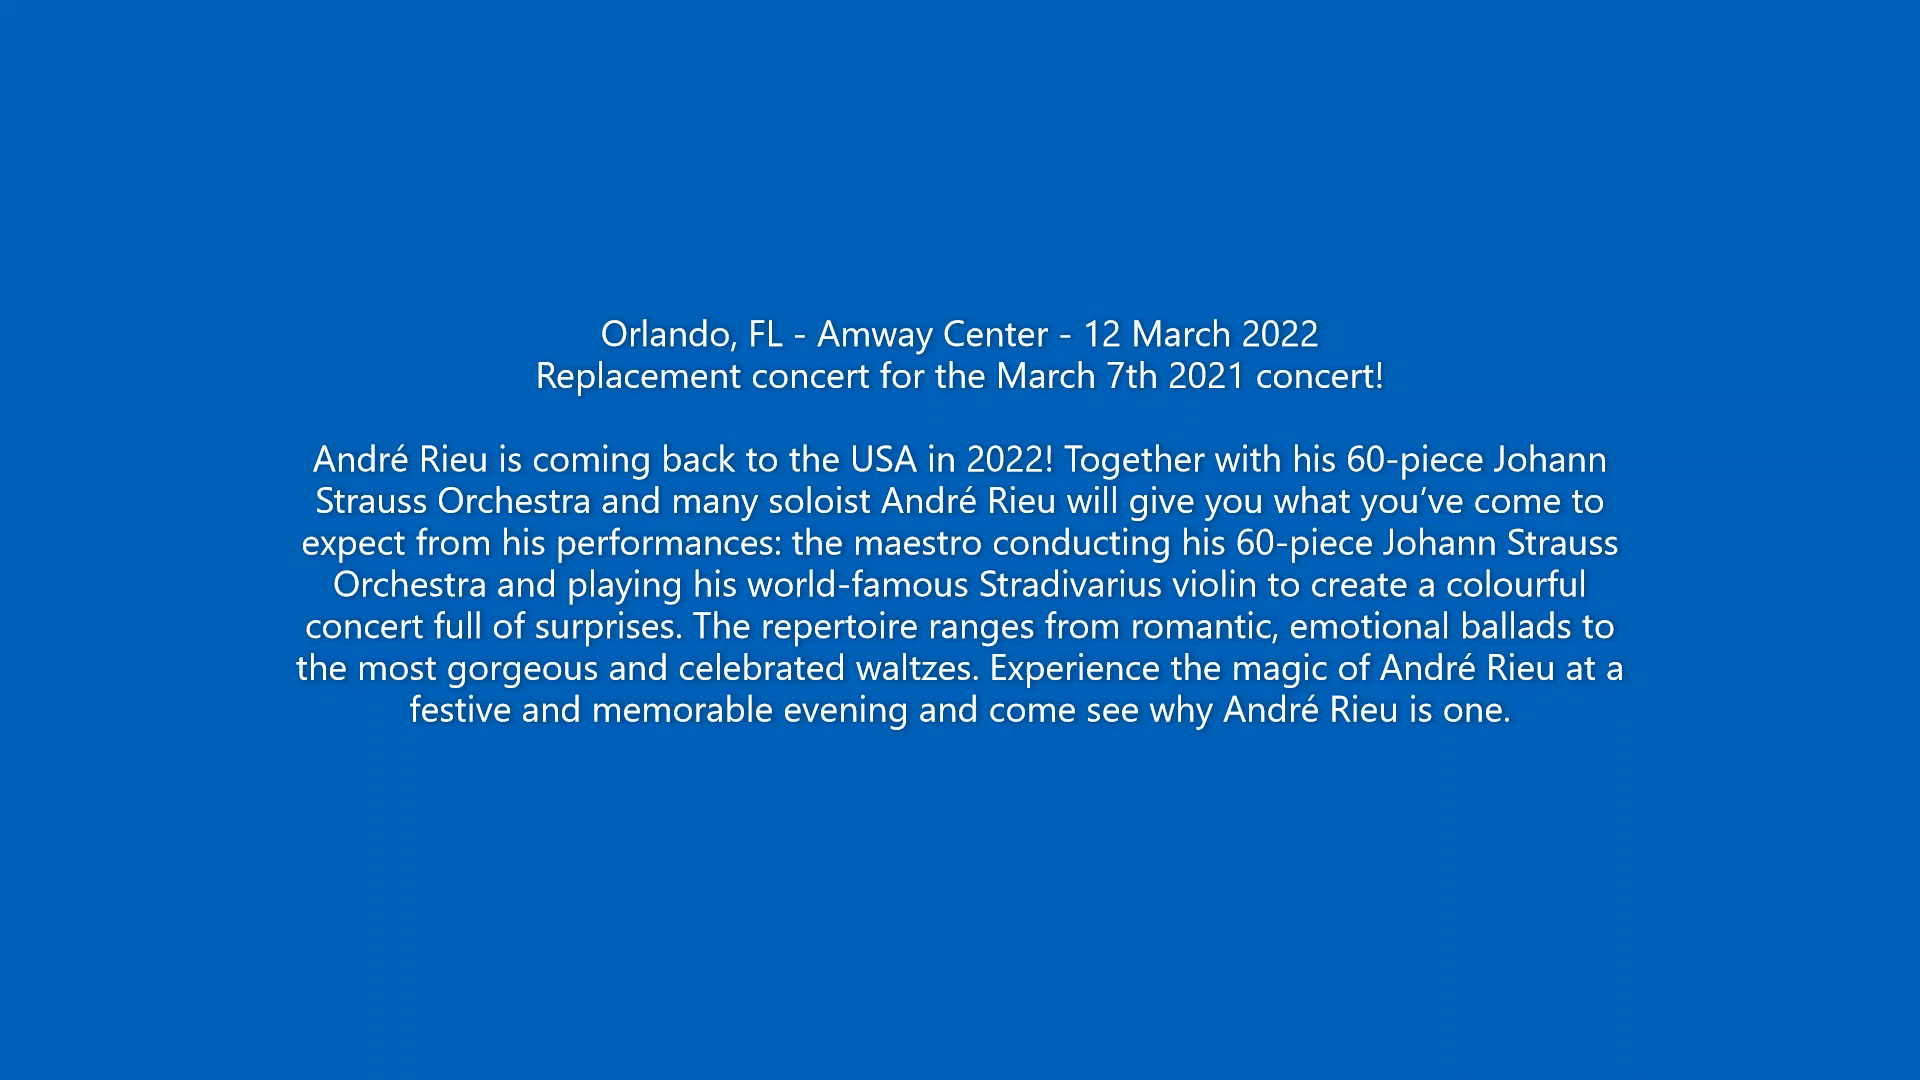 Orlando, FL - Amway Center - 12 March 2022
Replacement concert for the March 7th 2021 concert!
André Rieu is coming back to the USA in 2022! Together with his 60-piece Johann
Strauss Orchestra and many soloist André Rieu will give you what you’ve come to
expect from his performances: the maestro conducting his 60-piece Johann Strauss
Orchestra and playing his world-famous Stradivarius violin to create a colourful
concert full of surprises. The repertoire ranges from romantic, emotional ballads to
the most gorgeous and celebrated waltzes. Experience the magic of André Rieu at a
festive and memorable evening and come see why André Rieu is one.